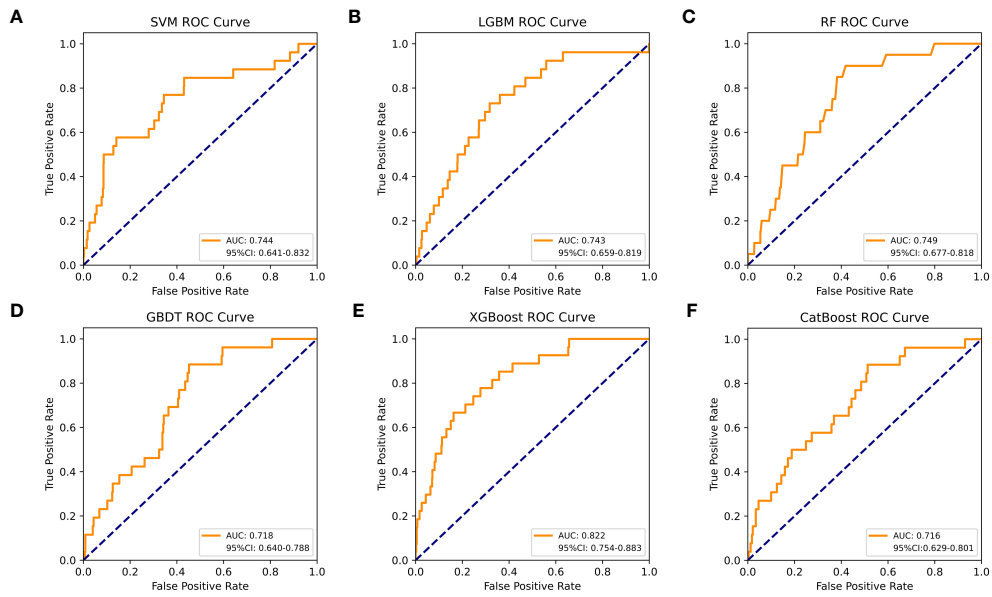 A
SVM ROC Curve
True Positive Rate
1.0
0.8
0.6
0.4
0.2
0.0
AUC: 0.744
95%CI: 0.641-0.832
0.0 0.2 0.4 0.6 0.8 1.0
False Positive Rate
B
LGBM ROC Curve
True Positive Rate
1.0
0.8
0.6
0.4
0.2
0.0
AUC: 0.743
95%CI: 0.659-0.819
0.0 0.2 0.4 0.6 0.8 1.0
False Positive Rate
C
RF ROC Curve
True Positive Rate
1.0
0.8
0.6
0.4
0.2
0.0
AUC: 0.749
95%CI: 0.677-0.818
0.0 0.2 0.4 0.6 0.8 1.0
False Positive Rate
D
GBDT ROC Curve
True Positive Rate
1.0
0.8
0.6
0.4
0.2
0.0
AUC: 0.718
95%CI: 0.640-0.788
0.0 0.2 0.4 0.6 0.8 1.0
False Positive Rate
E
XGBoost ROC Curve
True Positive Rate
1.0
0.8
0.6
0.4
0.2
0.0
AUC: 0.822
95%CI: 0.754-0.883
0.0 0.2 0.4 0.6 0.8 1.0
False Positive Rate
F
CatBoost ROC Curve
True Positive Rate
1.0
0.8
0.6
0.4
0.2
0.0
AUC: 0.716
95%CI:0.629-0.801
0.0 0.2 0.4 0.6 0.8 1.0
False Positive Rate